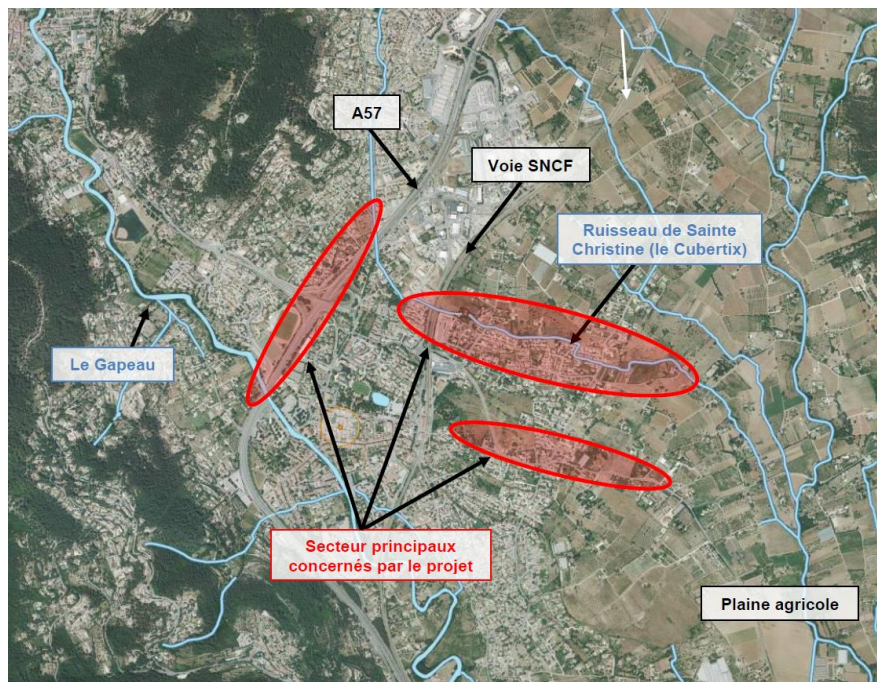 A57
Voie SNCF
Ruisseau de Sainte
Christine (le Cubertix)
Le Gapeau
Secteur principaux
concernés par le projet
Plaine agricole